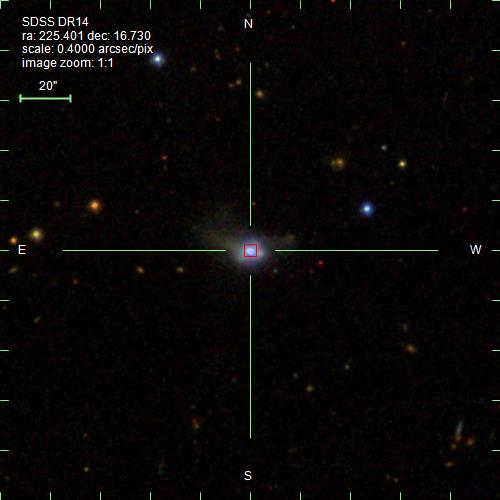 SDSS DR14
ra: 225.401 dec: 16.730
scale: 0.4000 arcsec/pix
image zoom: 1:1
20"
N
E
W
S